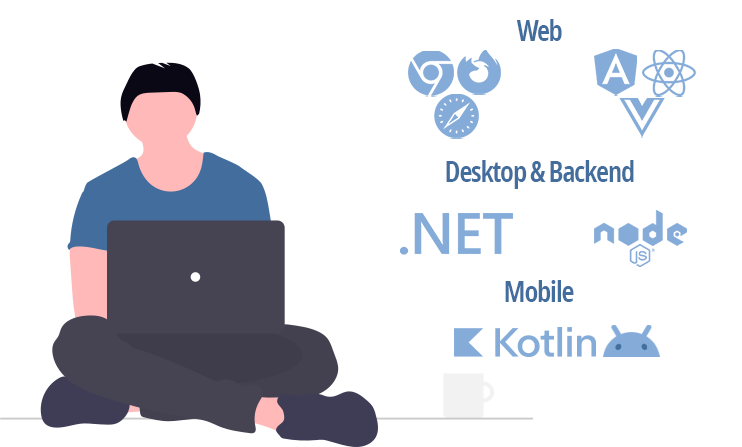 Web
A
Desktop & Backend
.NET
node
JS
Mobile
Kotlin